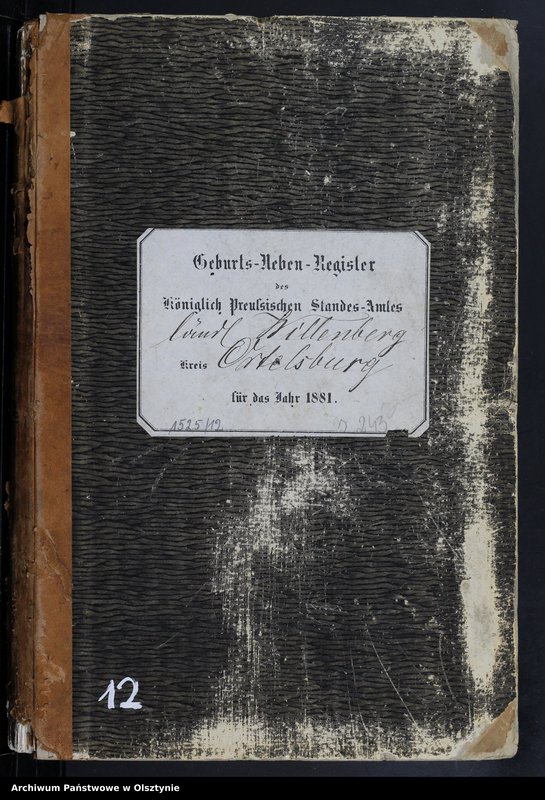 Geburts-Neben-Register
des
Königlich Preußischen Standes-Amtes
ländl Willenberg
Kreis Ortelsburg
für das Jahr 1881.
1525/12
243
12
Archiwum Państwowe w Olsztynie